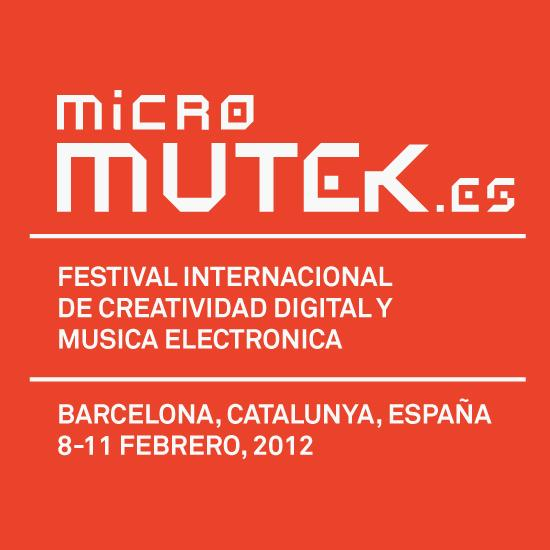 MiCRO
MUTEK.ES
FESTIVAL INTERNACIONAL
DE CREATIVIDAD DIGITAL Y
MUSICA ELECTRONICA
BARCELONA, CATALUNYA, ESPAÑA
8-11 FEBRERO, 2012